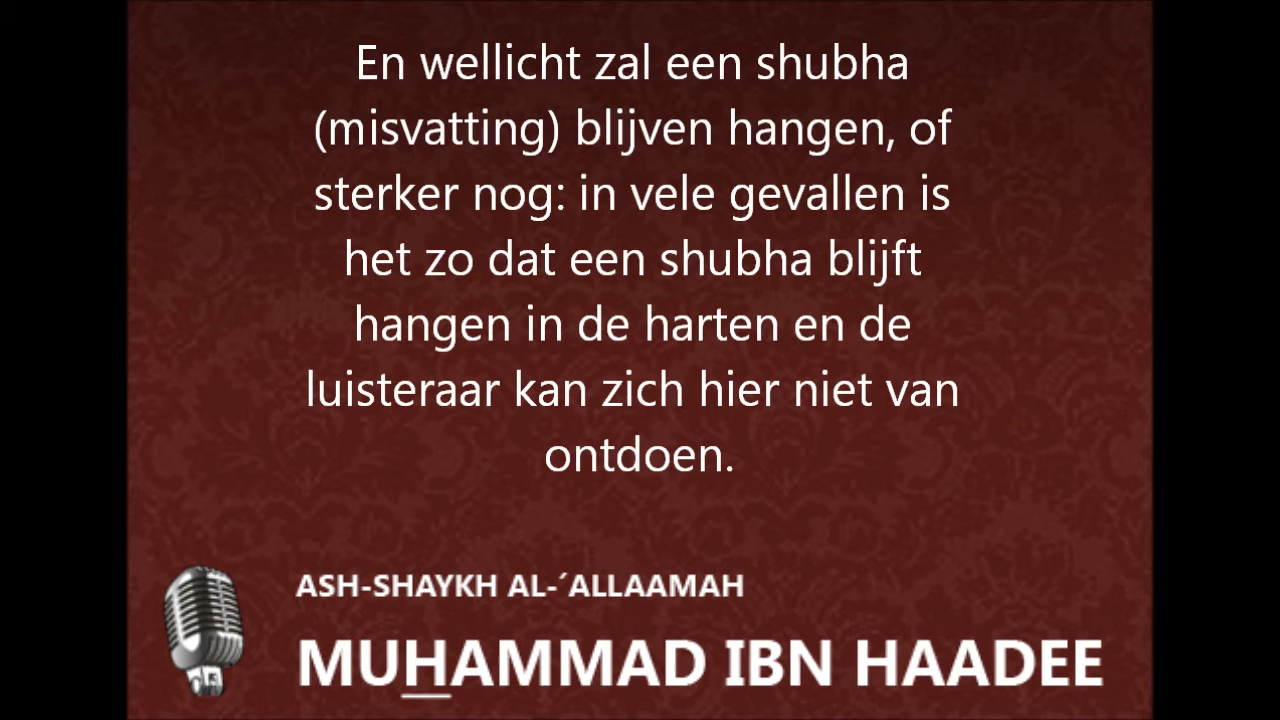 En wellicht zal een shubha
(misvatting) blijven hangen, of
sterker nog: in vele gevallen is
het zo dat een shubha blijft
hangen in de harten en de
luisteraar kan zich hier niet van
ontdoen.
ASH-SHAYKH AL-´ALLAAMAH
MUHAMMAD IBN HAADEE